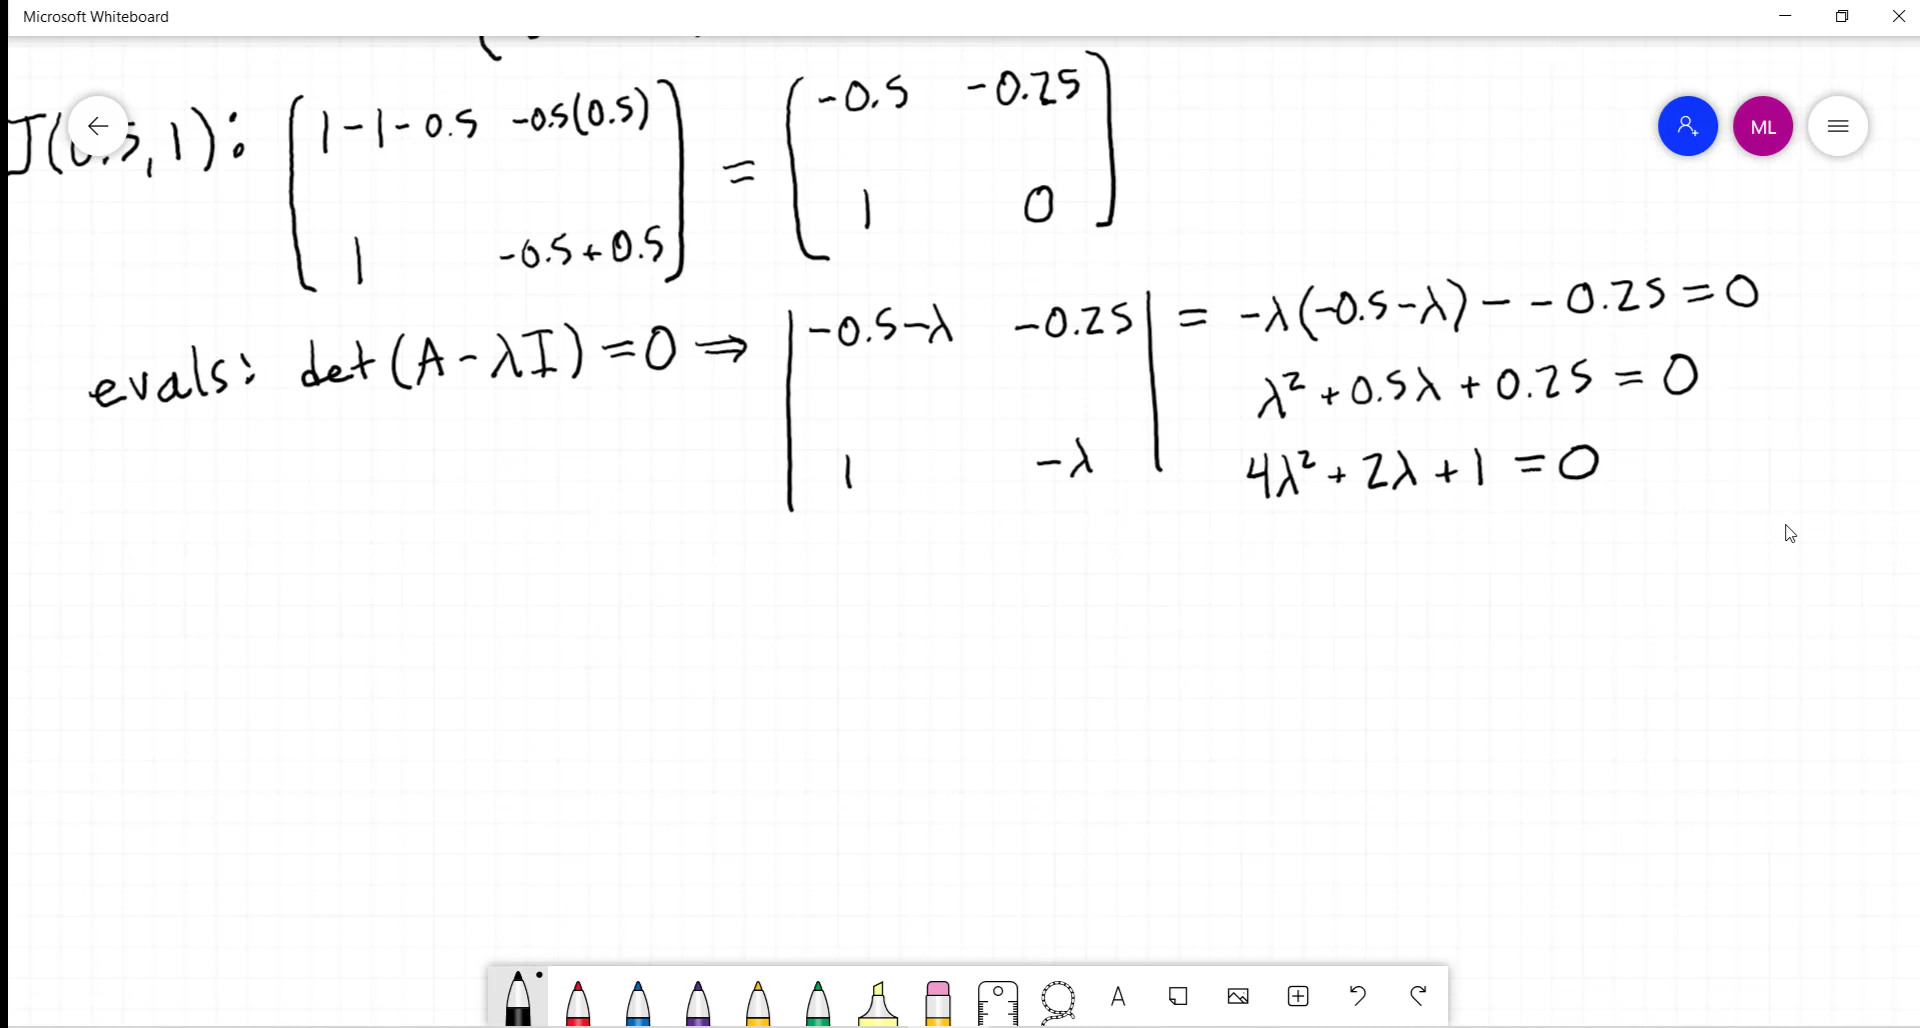 Microsoft Whiteboard
J(0.5, 1): [1-1-0.5 -0.5(0.5)] = [-0.5 -0.25]
[1 -0.5+0.5] [1 0]
ML
evals: det(A-λI)=0 ⇒ |-0.5-λ -0.25| = -λ(-0.5-λ) - -0.25 = 0
λ² + 0.5λ + 0.25 = 0
|1 -λ| 4λ² + 2λ + 1 = 0
A